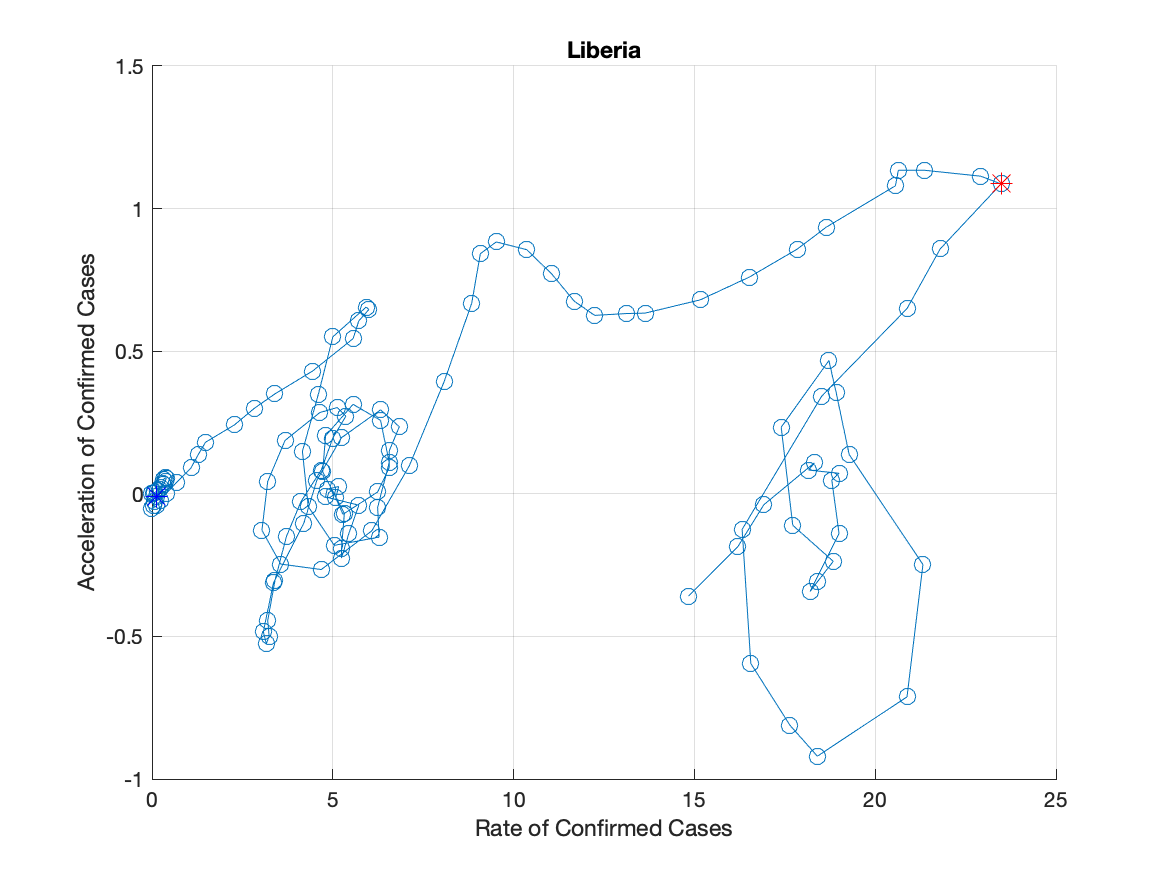 Liberia
1.5
1
0.5
0
-0.5
-1
Acceleration of Confirmed Cases
0 5 10 15 20 25
Rate of Confirmed Cases